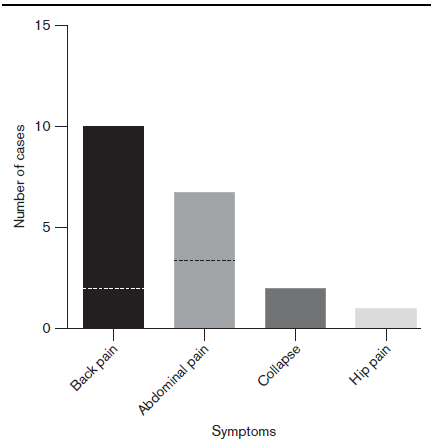 15
10
5
0
Number of cases
Back pain
Abdominal pain
Collapse
Hip pain
Symptoms